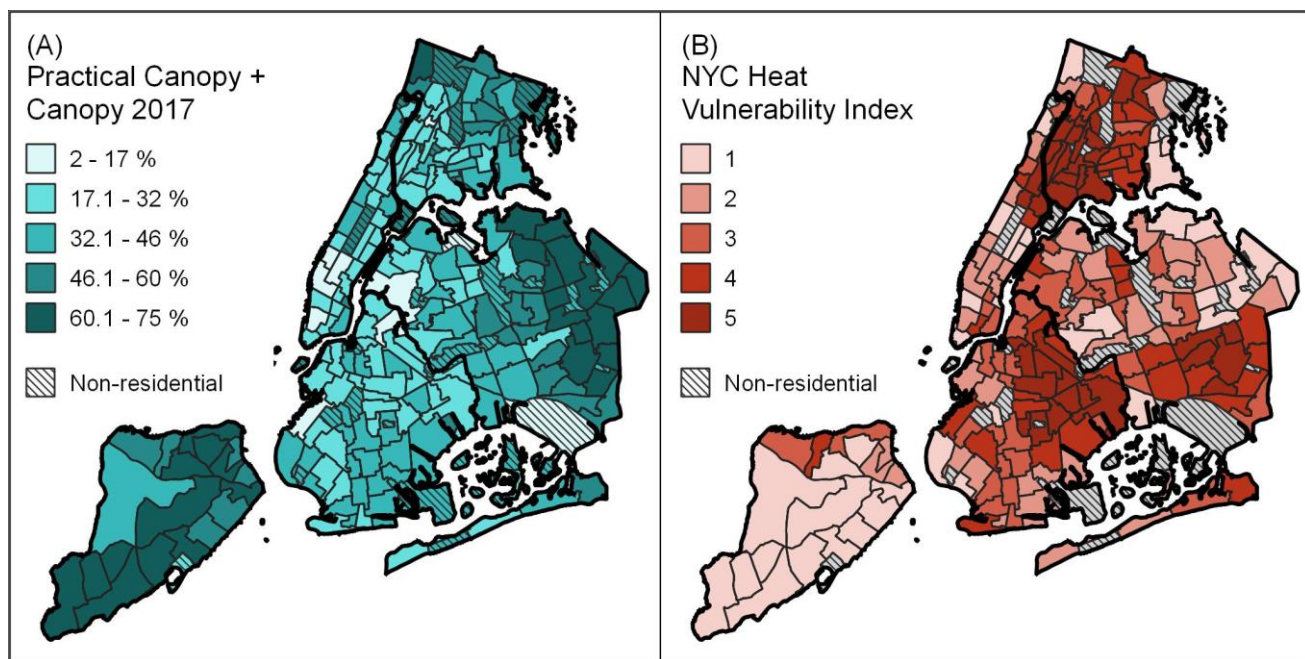 (A)
Practical Canopy +
Canopy 2017
2 - 17 %
17.1 - 32 %
32.1 - 46 %
46.1 - 60 %
60.1 - 75 %
Non-residential
(B)
NYC Heat
Vulnerability Index
1
2
3
4
5
Non-residential